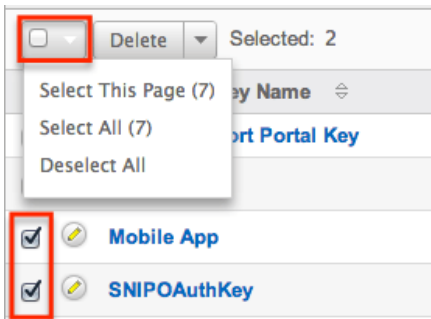 Delete Selected: 2
Select This Page (7)
ey Name
Select All (7)
ort Portal Key
Deselect All
Mobile App
SNIPOAuthKey